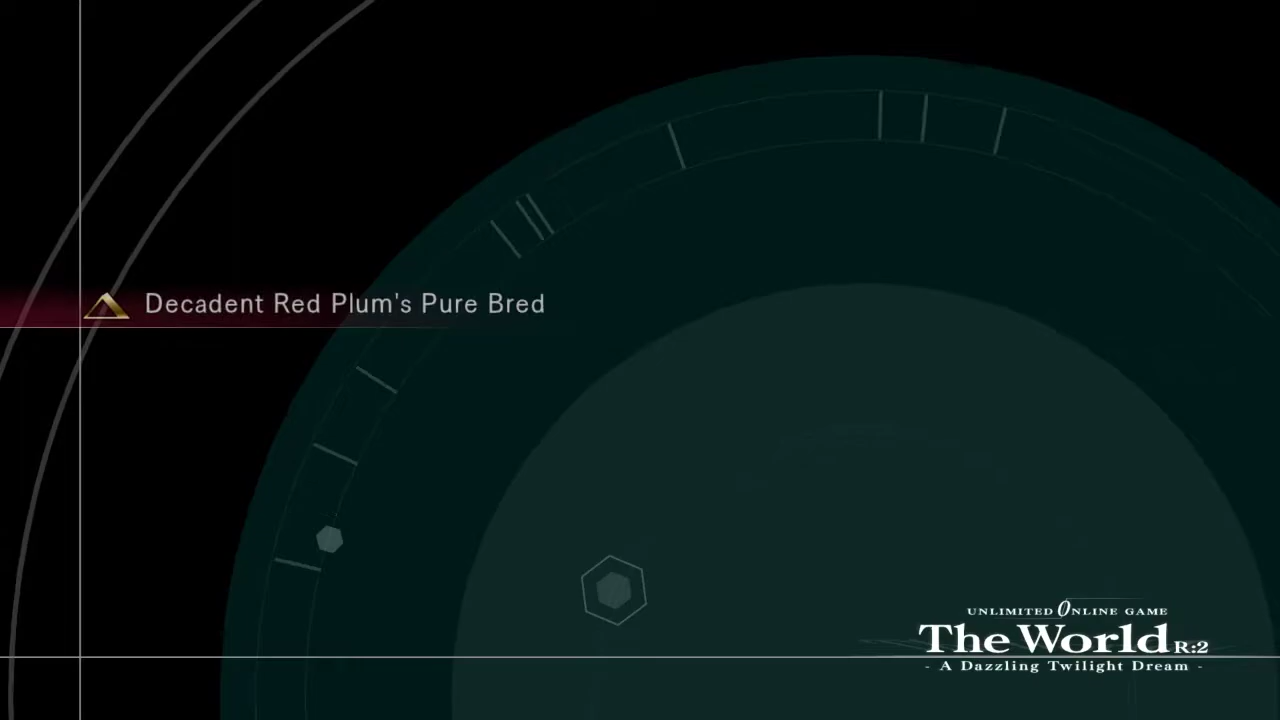 Decadent Red Plum's Pure Bred
UNLIMITED ONLINE GAME
The World R:2
- A Dazzling Twilight Dream -